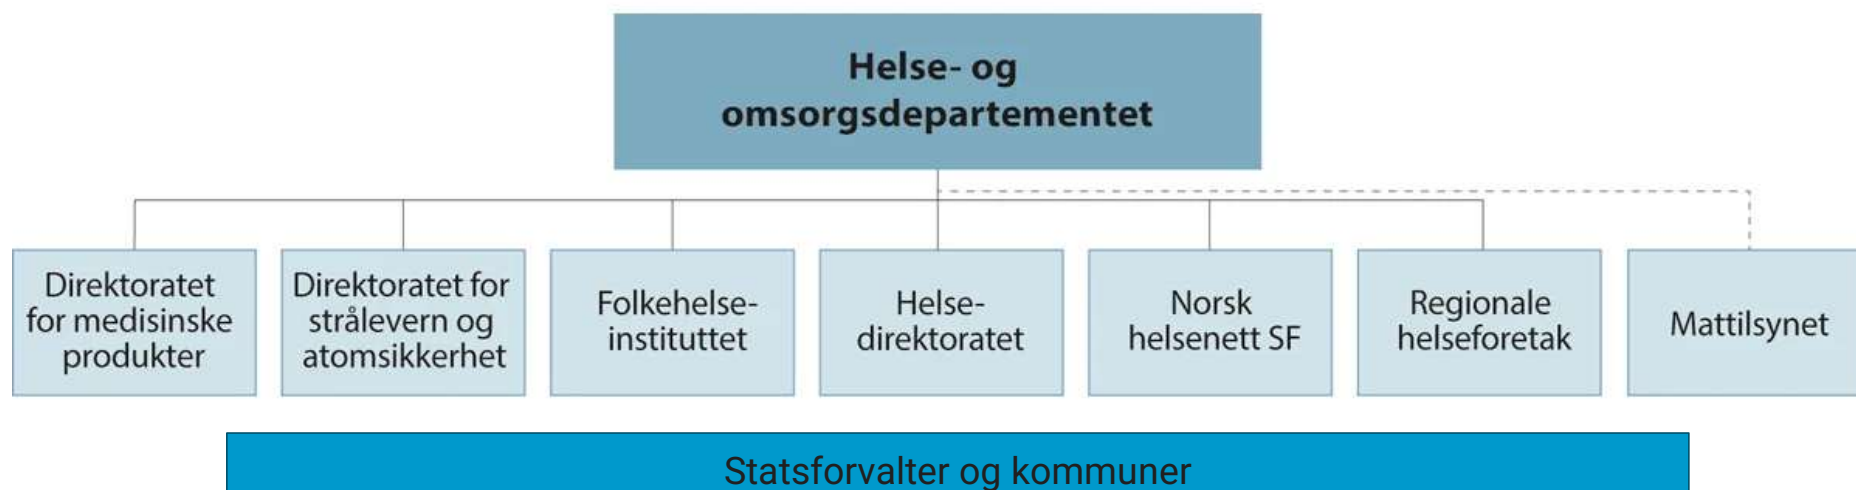 Helse- og
omsorgsdepartementet
Direktoratet
for medisinske
produkter
Direktoratet for
strålevern og
atomsikkerhet
Folkehelse-
instituttet
Helse-
direktoratet
Norsk
helsenett SF
Regionale
helseforetak
Mattilsynet
Statsforvalter og kommuner